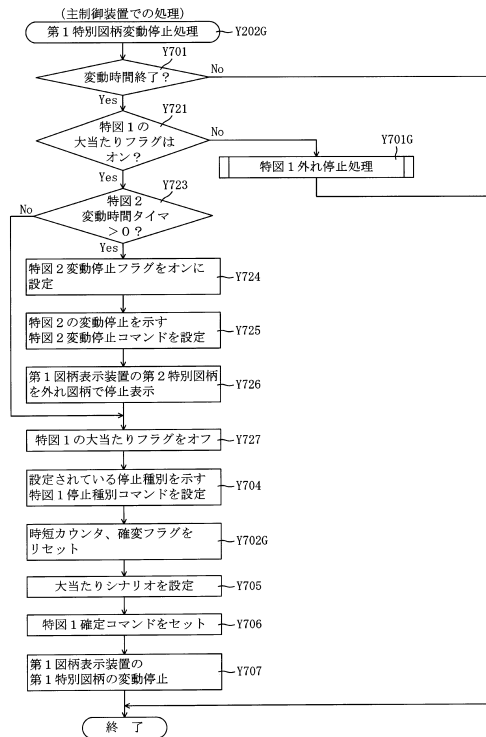 (主制御装置での処理)
第1特別図柄変動停止処理
Y202G
Y701
変動時間終了?
No
Yes
Y721
特図1の
大当たりフラグは
オン?
No
Y701G
特図1外れ停止処理
Yes
Y723
特図2
変動時間タイマ
>0?
No
Yes
特図2変動停止フラグをオンに
設定
Y724
特図2の変動停止を示す
特図2変動停止コマンドを設定
Y725
第1図柄表示装置の第2特別図柄
を外れ図柄で停止表示
Y726
特図1の大当たりフラグをオフ
Y727
設定されている停止種別を示す
特図1停止種別コマンドを設定
Y704
時短カウンタ、確変フラグを
リセット
Y702G
大当たりシナリオを設定
Y705
特図1確定コマンドをセット
Y706
第1図柄表示装置の
第1特別図柄の変動停止
Y707
終 了